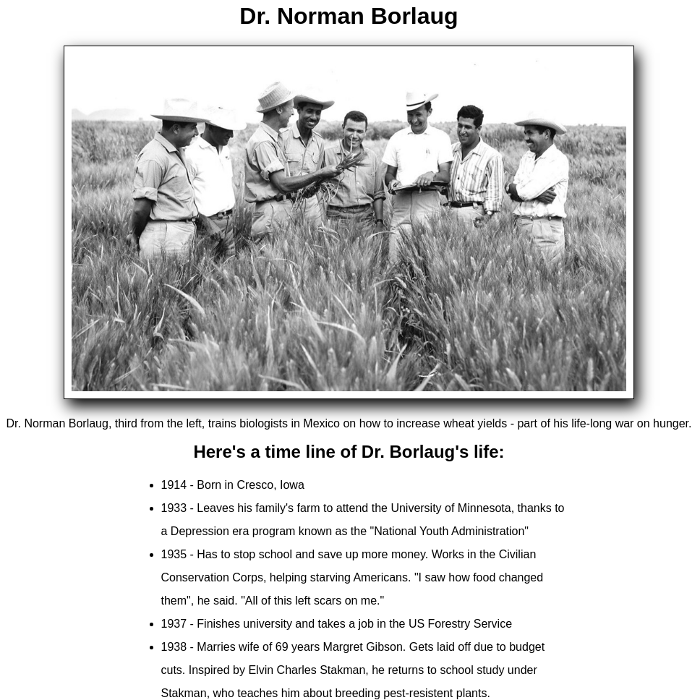 Dr. Norman Borlaug
Dr. Norman Borlaug, third from the left, trains biologists in Mexico on how to increase wheat yields - part of his life-long war on hunger.
Here's a time line of Dr. Borlaug's life:
• 1914 - Born in Cresco, Iowa
• 1933 - Leaves his family's farm to attend the University of Minnesota, thanks to
a Depression era program known as the "National Youth Administration"
• 1935 - Has to stop school and save up more money. Works in the Civilian
Conservation Corps, helping starving Americans. "I saw how food changed
them", he said. "All of this left scars on me."
• 1937 - Finishes university and takes a job in the US Forestry Service
• 1938 - Marries wife of 69 years Margret Gibson. Gets laid off due to budget
cuts. Inspired by Elvin Charles Stakman, he returns to school study under
Stakman, who teaches him about breeding pest-resistent plants.